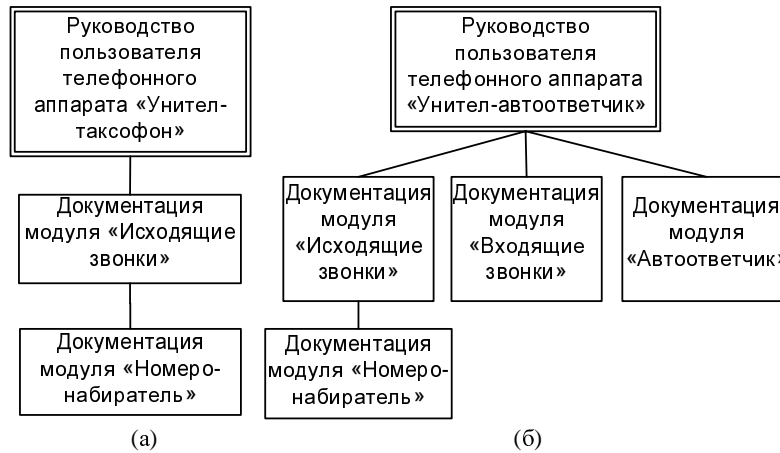 Руководство
пользователя
телефонного
аппарата «Унител-
таксофон»
Документация
модуля «Исходящие
звонки»
Документация
модуля «Номеро-
набиратель»
(а)
Руководство
пользователя
телефонного аппарата
«Унител-автоответчик»
Документация
модуля
«Исходящие
звонки»
Документация
модуля
«Входящие
звонки»
Документация
модуля
«Автоответчик»
Документация
модуля «Номеро-
набиратель»
(б)